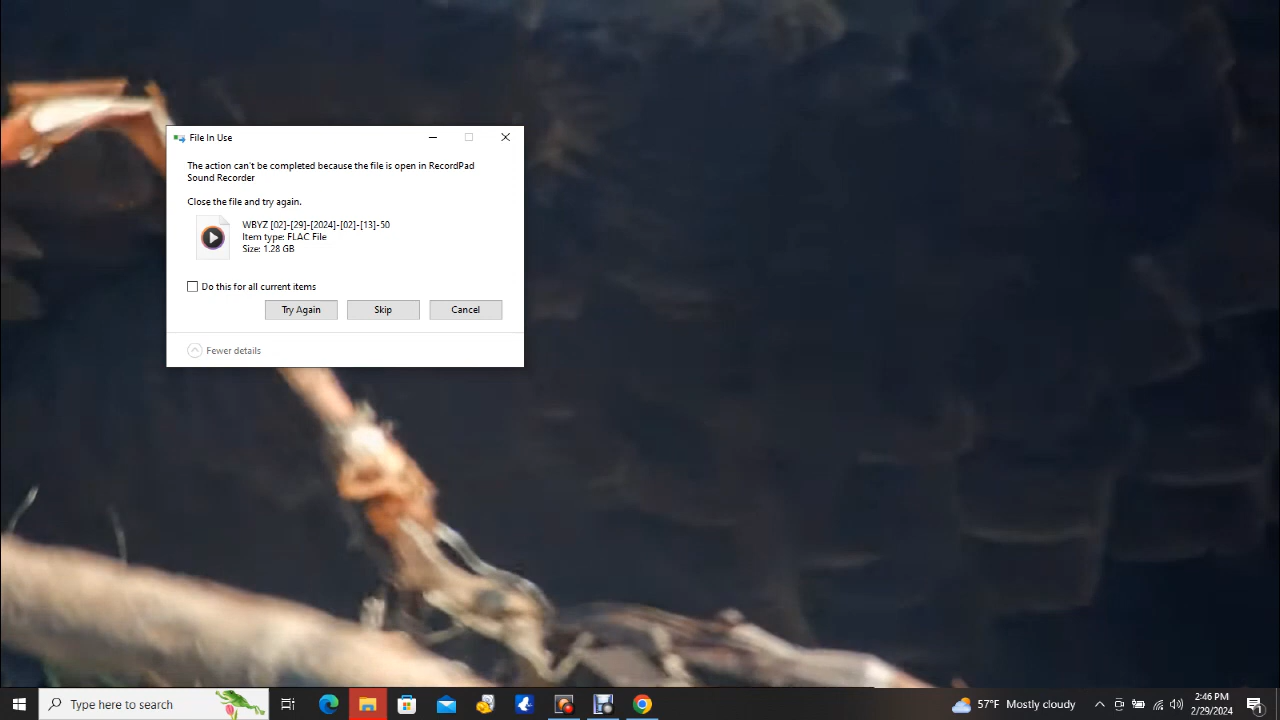 File In Use
The action can't be completed because the file is open in RecordPad
Sound Recorder
Close the file and try again.
WBYZ [02]-[29]-[2024]-[02]-[13]-50
Item type: FLAC File
Size: 1.28 GB
Do this for all current items
Try Again Skip Cancel
Fewer details
Type here to search
57°F Mostly cloudy
2:46 PM
2/29/2024
1